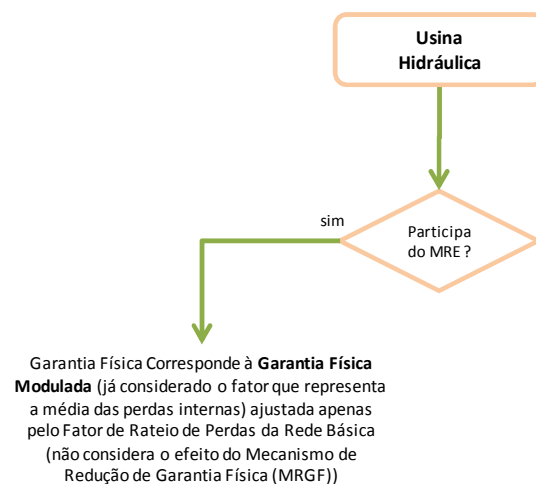 Usina
Hidráulica
sim
Participa
do MRE ?
Garantia Física Corresponde à Garantia Física
Modulada (já considerado o fator que representa
a média das perdas internas) ajustada apenas
pelo Fator de Rateio de Perdas da Rede Básica
(não considera o efeito do Mecanismo de
Redução de Garantia Física (MRGF))